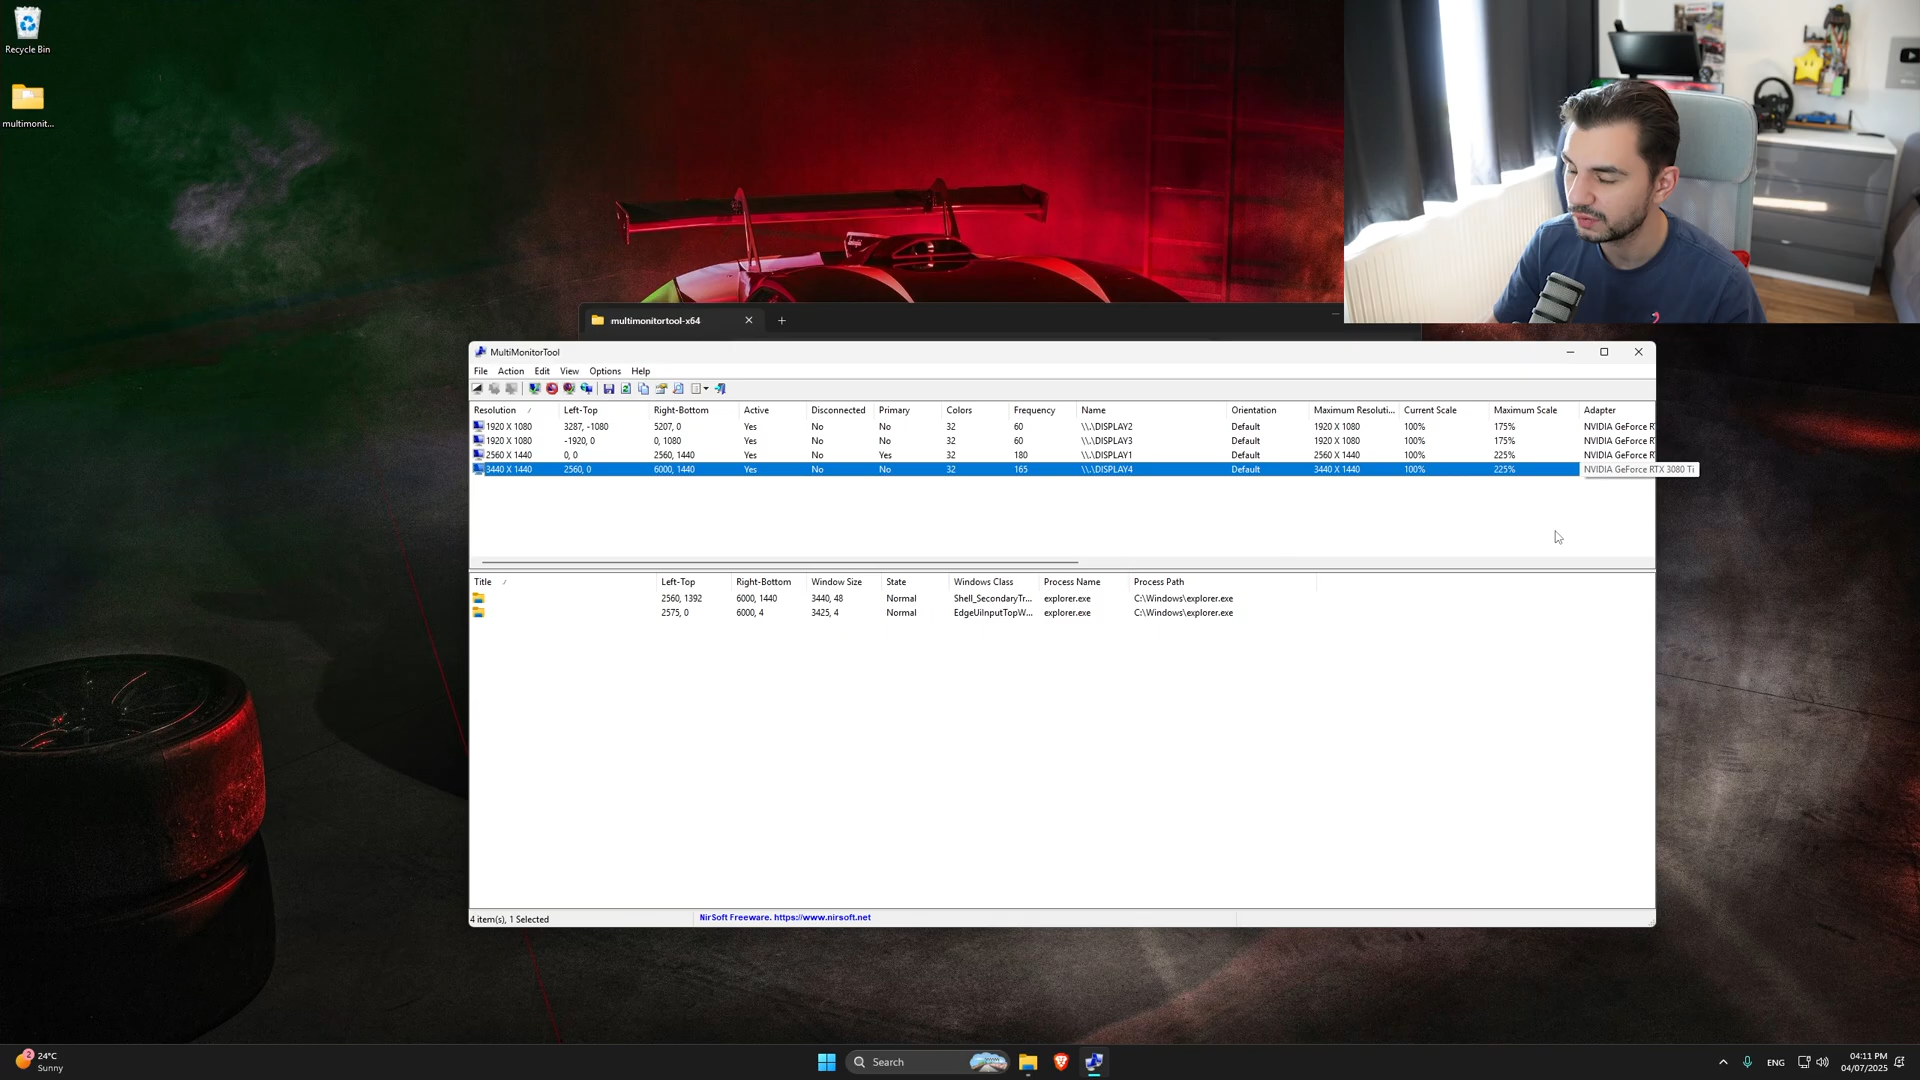 Recycle Bin
multimonit...
multimonitortool-x64
MultiMonitorTool
File Action Edit View Options Help
Resolution Left-Top Right-Bottom Active Disconnected Primary Colors Frequency Name Orientation Maximum Resoluti... Current Scale Maximum Scale Adapter
1920 X 1080 3287, -1080 5207, 0 Yes No No 32 60 \\.\DISPLAY2 Default 1920 X 1080 100% 175% NVIDIA GeForce R
1920 X 1080 -1920, 0 0, 1080 Yes No No 32 60 \\.\DISPLAY3 Default 1920 X 1080 100% 175% NVIDIA GeForce R
2560 X 1440 0, 0 2560, 1440 Yes No Yes 32 180 \\.\DISPLAY1 Default 2560 X 1440 100% 225% NVIDIA GeForce R
3440 X 1440 2560, 0 6000, 1440 Yes No No 32 165 \\.\DISPLAY4 Default 3440 X 1440 100% 225% NVIDIA GeForce RTX 3080 Ti
Title Left-Top Right-Bottom Window Size State Windows Class Process Name Process Path
2560, 1392 6000, 1440 3440, 48 Normal Shell_SecondaryTr... explorer.exe C:\Windows\explorer.exe
2575, 0 6000, 4 3425, 4 Normal EdgeUiInputTopW... explorer.exe C:\Windows\explorer.exe
4 item(s), 1 Selected
NirSoft Freeware. https://www.nirsoft.net
2
24°C
Sunny
Search
ENG
04:11 PM
04/07/2025